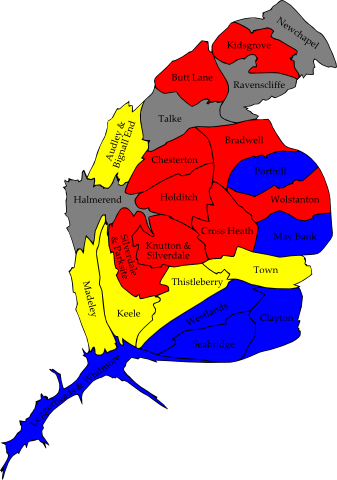 Newchapel
Kidsgrove
Butt Lane
Ravenscliffe
Talke
Audley &
Bignall End
Bradwell
Chesterton
Porthill
Halmerend
Holditch
Wolstanton
Cross Heath
May Bank
Silverdale
& Parksite
Knutton &
Silverdale
Town
Thistleberry
Madeley
Keele
Westlands
Clayton
Seabridge
Loggerheads & Whitmore